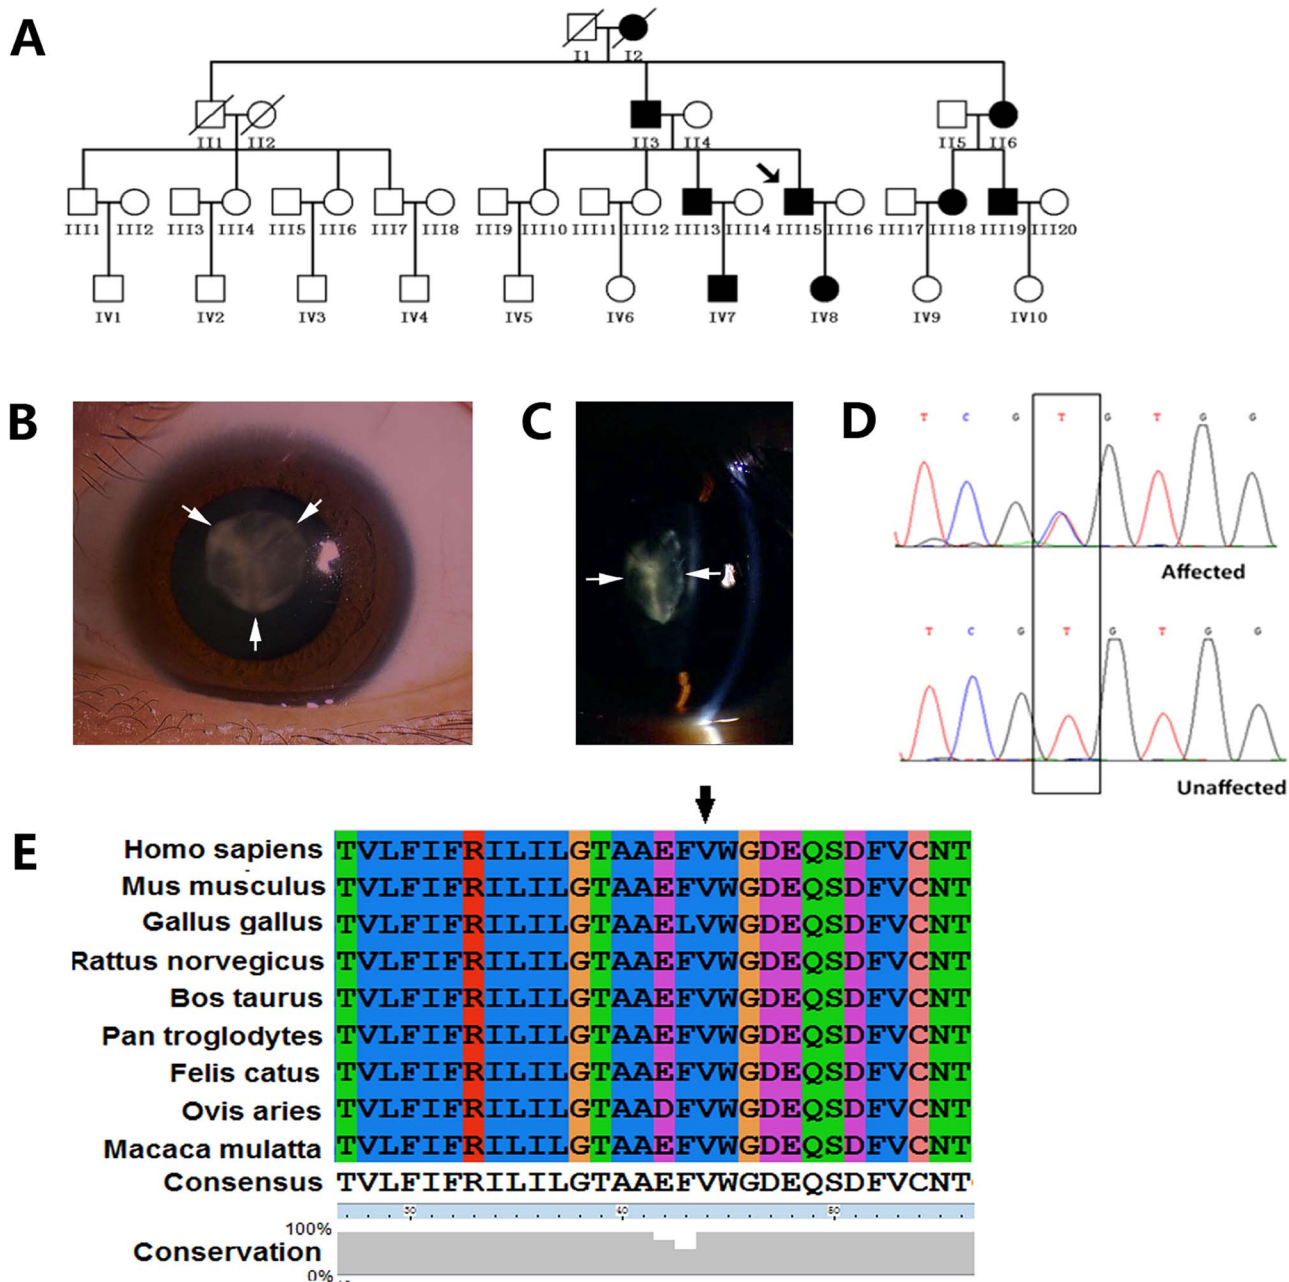 A
I1 I2
II1 II2 II3 II4 II5 II6
III1 III2 III3 III4 III5 III6 III7 III8 III9 III10 III11 III12 III13 III14 III15 III16 III17 III18 III19 III20
IV1 IV2 IV3 IV4 IV5 IV6 IV7 IV8 IV9 IV10
B
C
D
T C G T G T G G
Affected
T C G T G T G G
Unaffected
E
Homo sapiens TVLFIFRILILGTAAEFVWGDEQSDFVCNT
Mus musculus TVLFIFRILILGTAAEFVWGDEQSDFVCNT
Gallus gallus TVLFIFRILILGTAAELVWGDEQSDFVCNT
Rattus norvegicus TVLFIFRILILGTAAEFVWGDEQSDFVCNT
Bos taurus TVLFIFRILILGTAAEFVWGDEQSDFVCNT
Pan troglodytes TVLFIFRILILGTAAEFVWGDEQSDFVCNT
Felis catus TVLFIFRILILGTAAEFVWGDEQSDFVCNT
Ovis aries TVLFIFRILILGTAADFVWGDEQSDFVCNT
Macaca mulatta TVLFIFRILILGTAAEFVWGDEQSDFVCNT
Consensus TVLFIFRILILGTAAEFVWGDEQSDFVCNT
30 40 50
100%
Conservation
0%